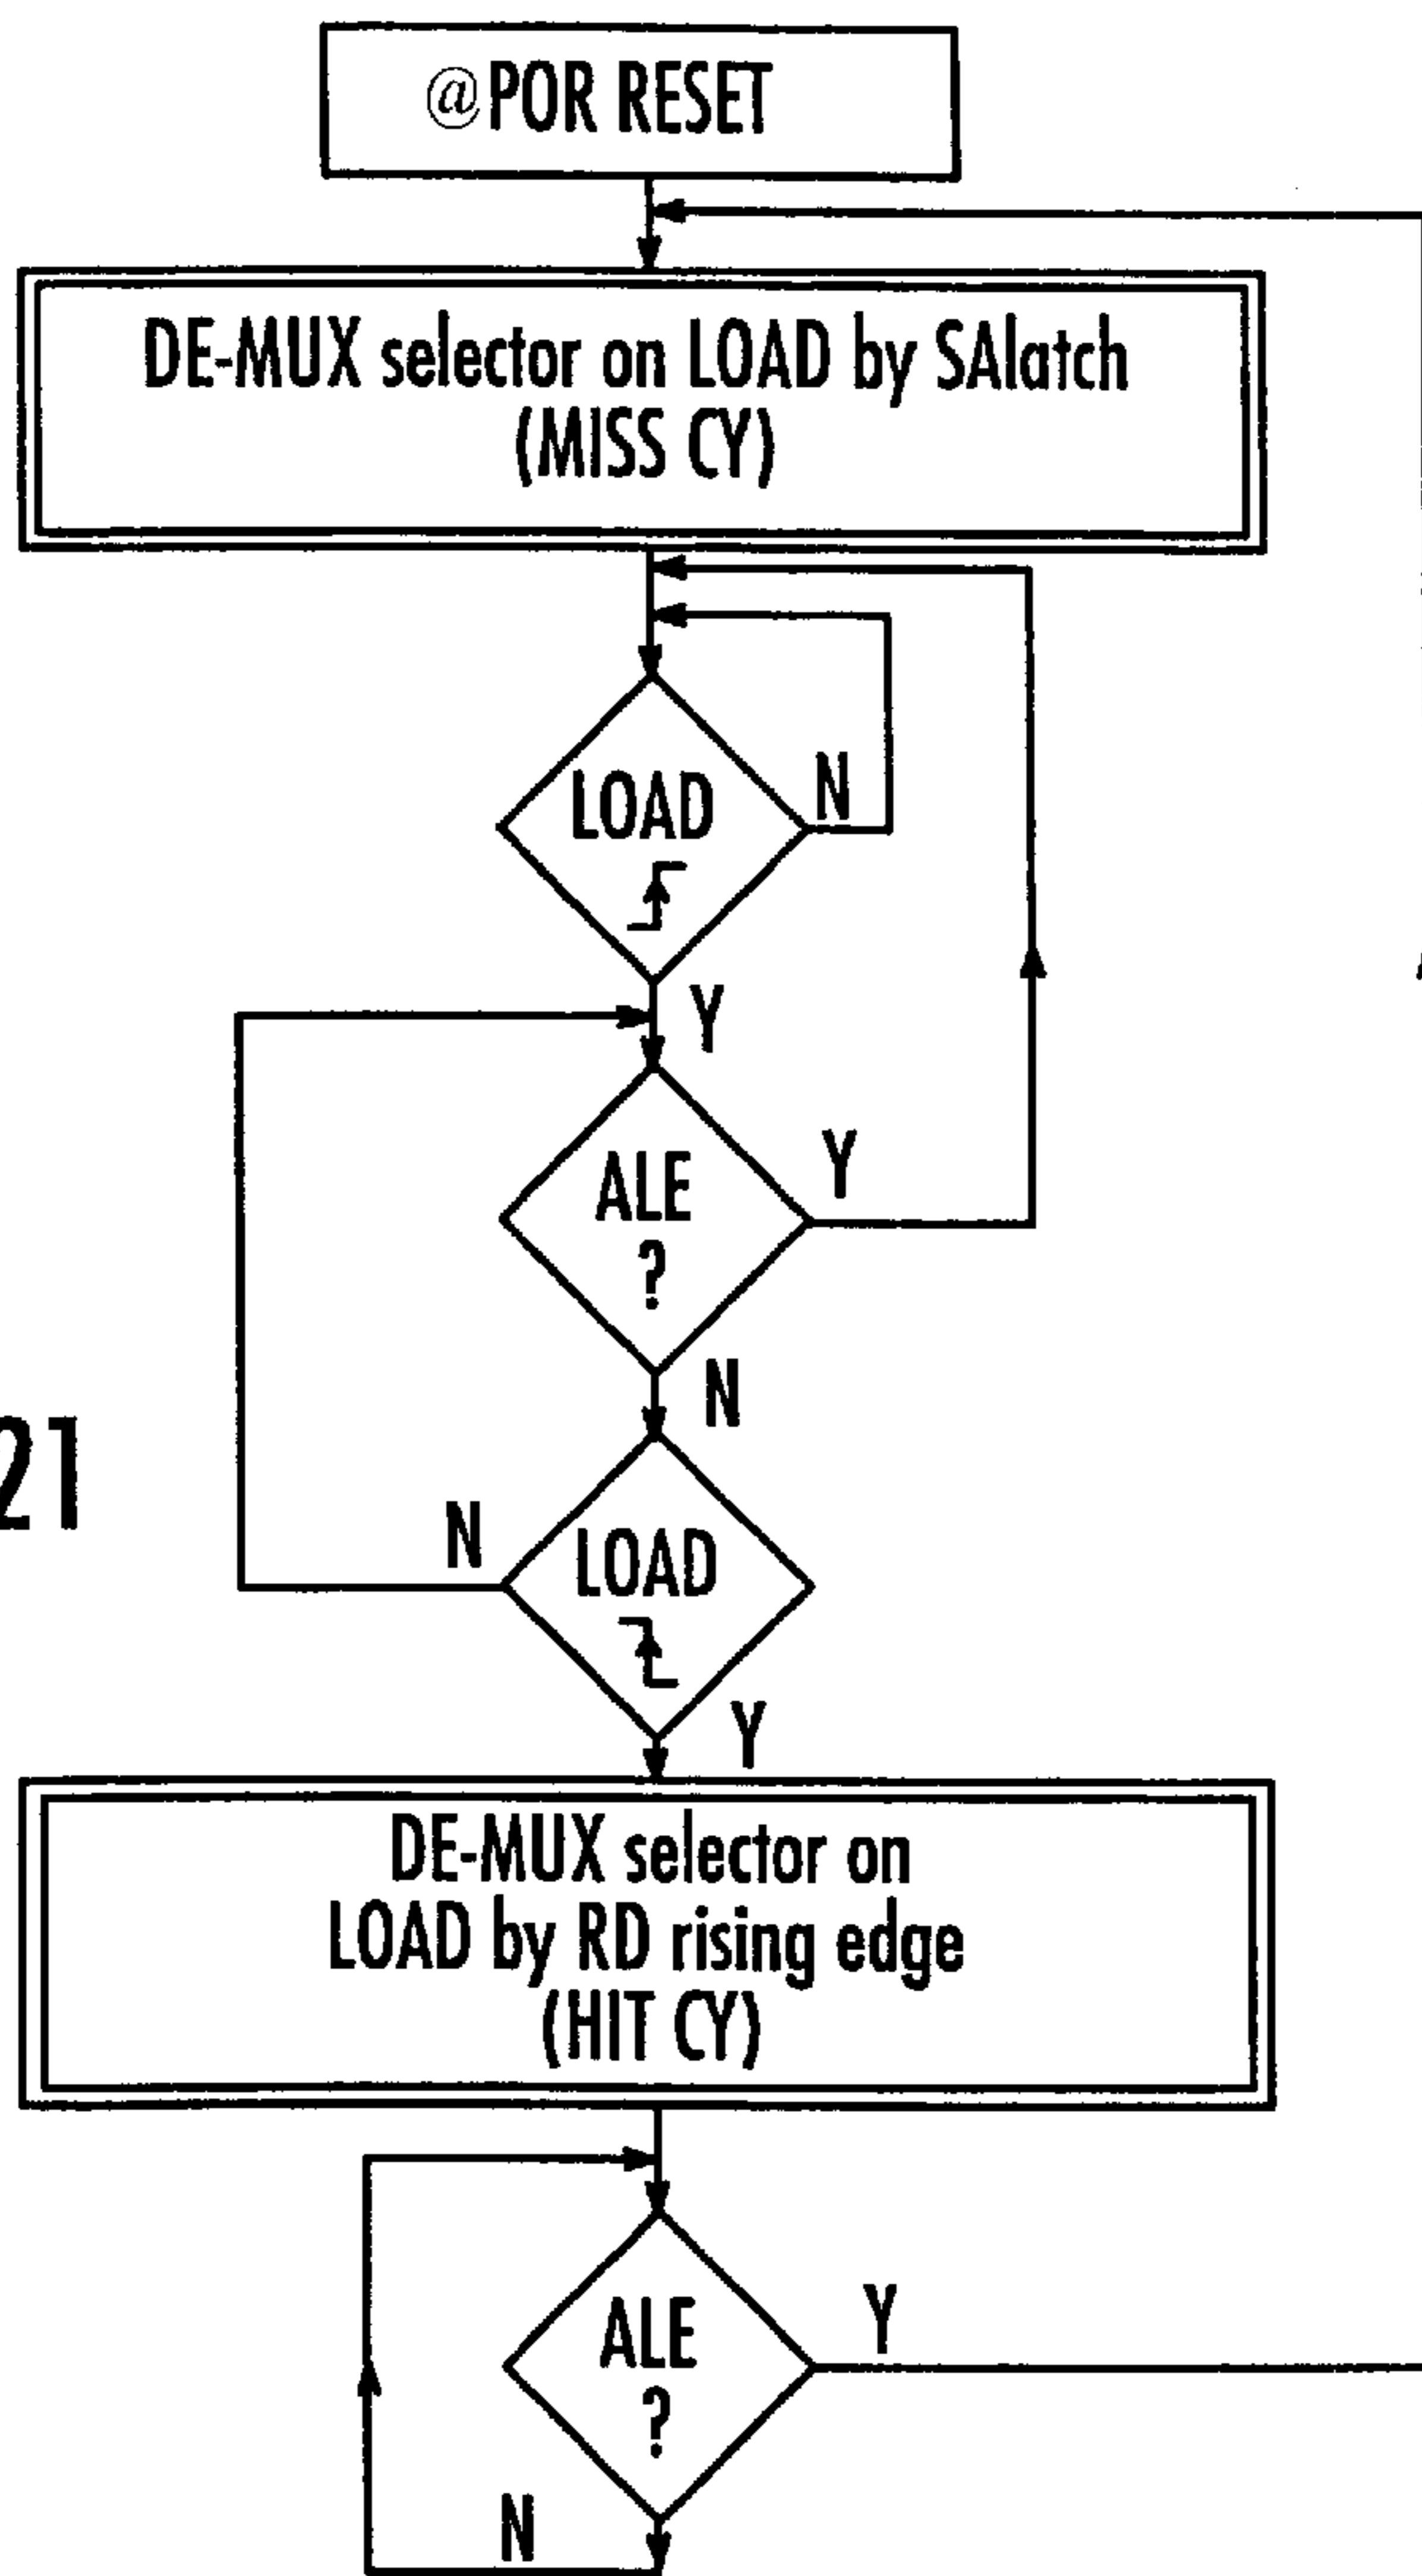 @POR RESET
DE-MUX selector on LOAD by SAlatch
(MISS CY)
LOAD
N
Y
ALE
?
Y
N
21
N
LOAD
Y
DE-MUX selector on
LOAD by RD rising edge
(HIT CY)
ALE
?
Y
N